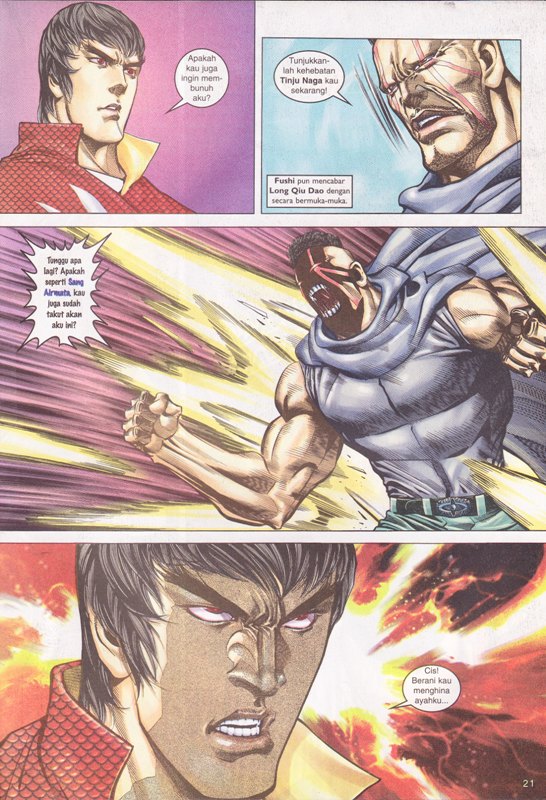 Apakah
kau juga
ingin mem-
bunuh
aku?
Tunjukkan-
lah kehebatan
Tinju Naga kau
sekarang!
Fushi pun mencabar
Long Qiu Dao dengan
secara bermuka-muka.
Tunggu apa
lagi? Apakah
seperti Sang
Airmata, kau
juga sudah
takut akan
aku ini?
Cis!
Berani kau
menghina
ayahku...
21